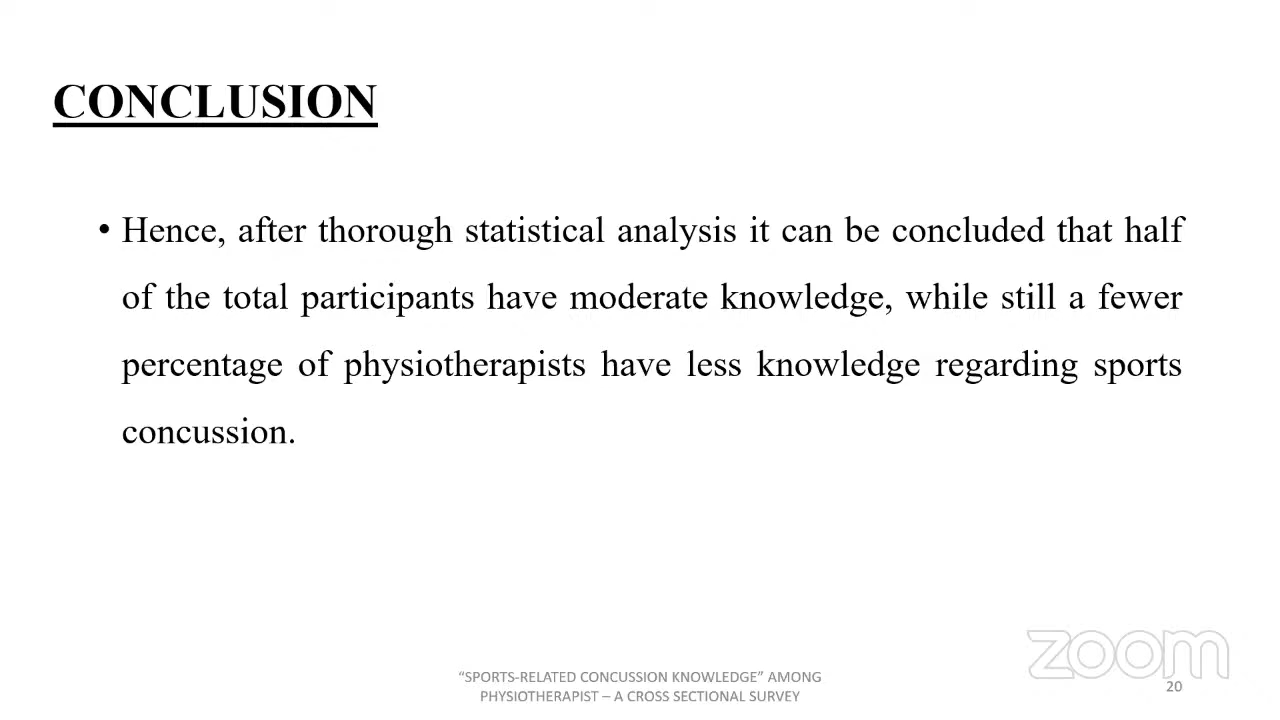 CONCLUSION
• Hence, after thorough statistical analysis it can be concluded that half
of the total participants have moderate knowledge, while still a fewer
percentage of physiotherapists have less knowledge regarding sports
concussion.
zoom
“SPORTS-RELATED CONCUSSION KNOWLEDGE” AMONG
PHYSIOTHERAPIST – A CROSS SECTIONAL SURVEY
20